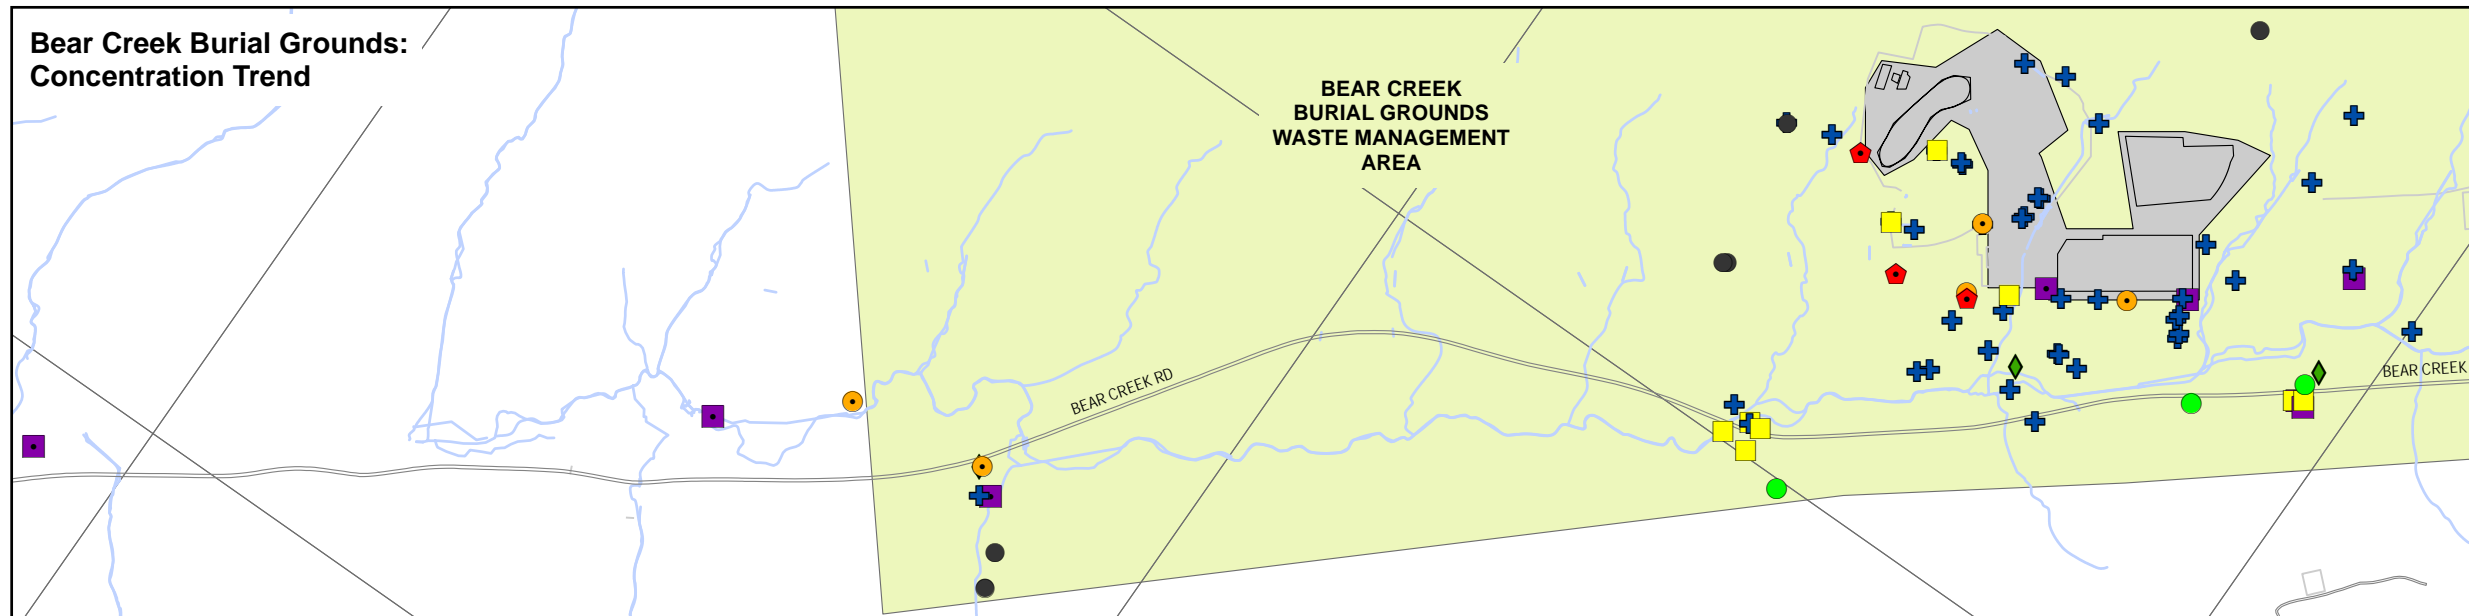 Bear Creek Burial Grounds:
Concentration Trend
BEAR CREEK
BURIAL GROUNDS
WASTE MANAGEMENT
AREA
BEAR CREEK RD
BEAR CREEK